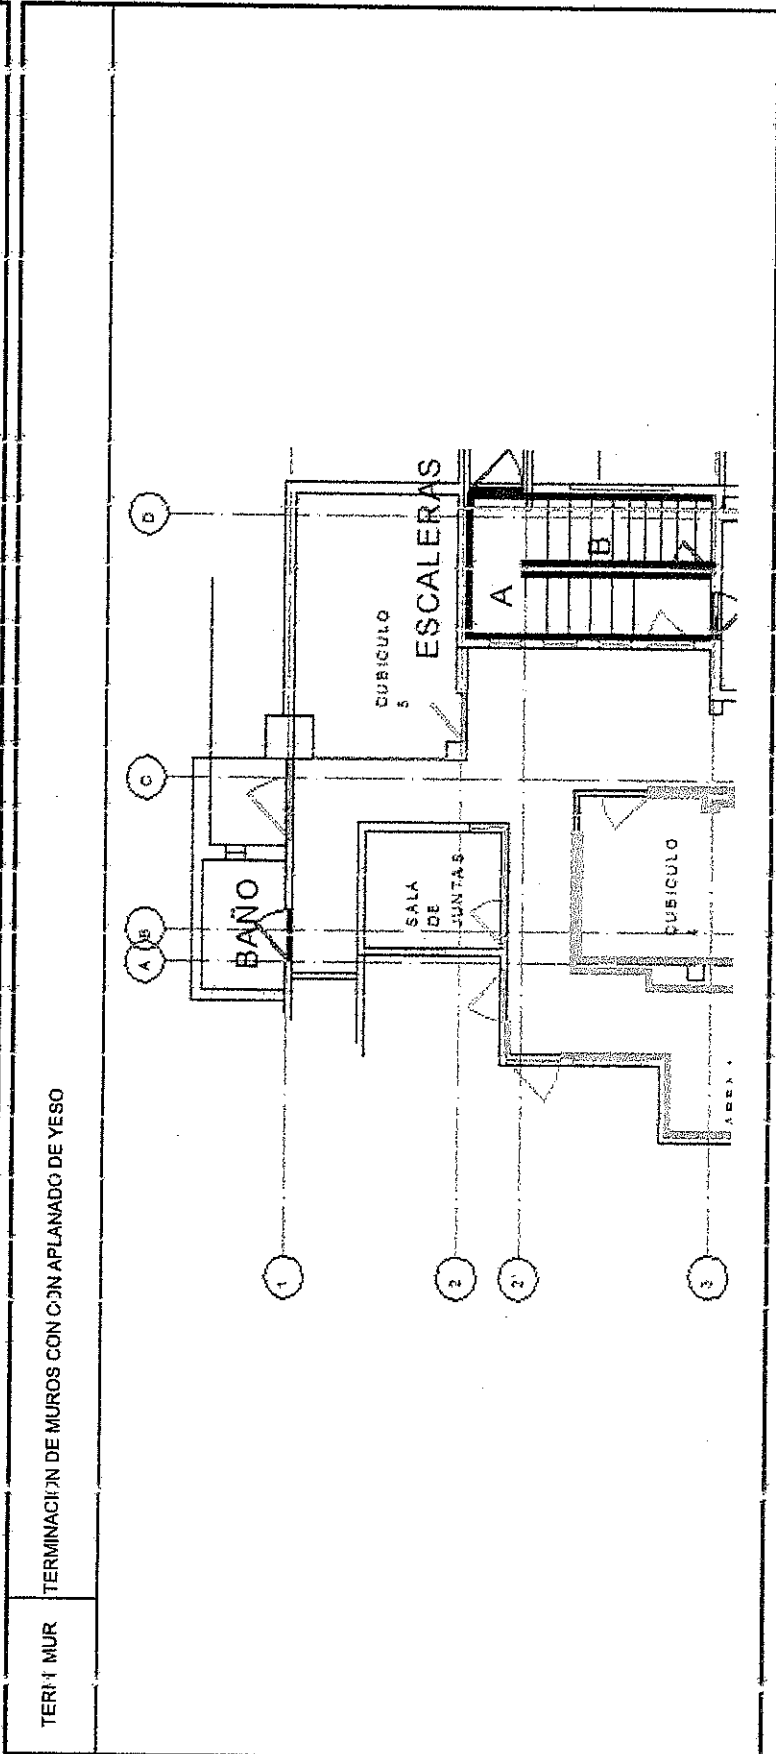 TERM MUR
TERMINACION DE MUROS CON CON APLANADO DE YESO
A
B
C
D
1
2
2'
3
BAÑO
CUBICULO
5
ESCALERAS
SALA
DE
JUNTAS
A
B
CUBICULO